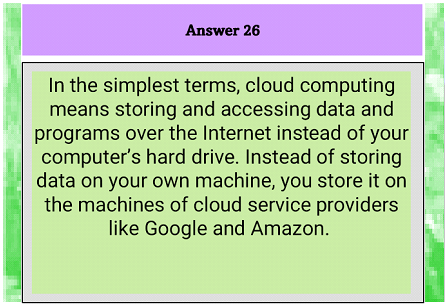 Answer 26
In the simplest terms, cloud computing
means storing and accessing data and
programs over the Internet instead of your
computer’s hard drive. Instead of storing
data on your own machine, you store it on
the machines of cloud service providers
like Google and Amazon.